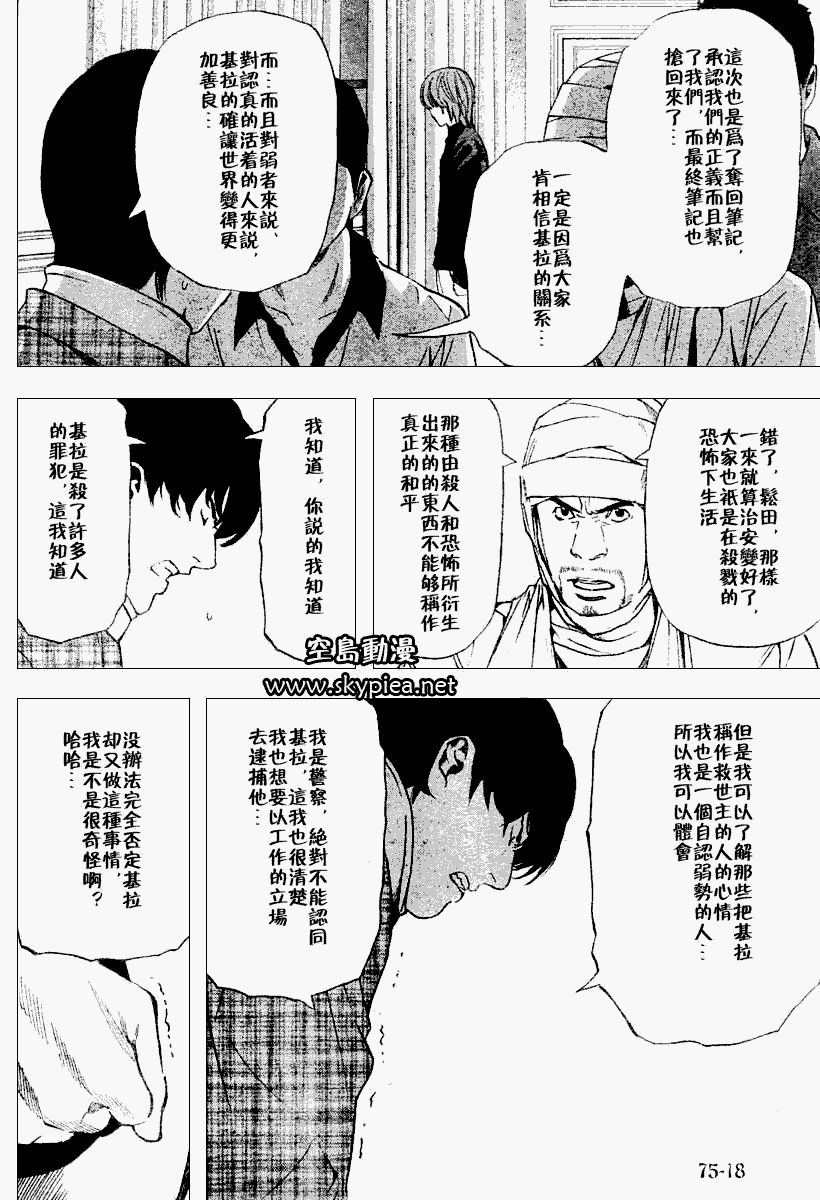 這次也是爲了奪回筆記，
承認我們的正義而且幫
了我們，而最終筆記也
搶回來了…
一定是因爲大家
肯相信基拉的關系…
而…而且對弱者來説、
對認真的活着的人來説，
基拉的確讓世界變得更
加善良…
錯了，鬆田，那樣
一來就算治安變好了，
大家也衹是在殺戮的
恐怖下生活
那種由殺人和恐怖所衍生
出來的的東西不能够稱作
真正的和平
我知道，你説的我知道
基拉是殺了許多人
的罪犯，這我知道
空島動漫
www.skypiea.net
但是我可以了解那些把基拉
稱作救世主的人的心情
我也是一個自認弱勢的人…
所以我可以體會
我是警察，絶對不能認同
基拉，這我也很清楚
我也想要以工作的立場
去逮捕他…
没辦法完全否定基拉
却又做這種事情，
我是不是很奇怪啊？
哈哈…
75-18